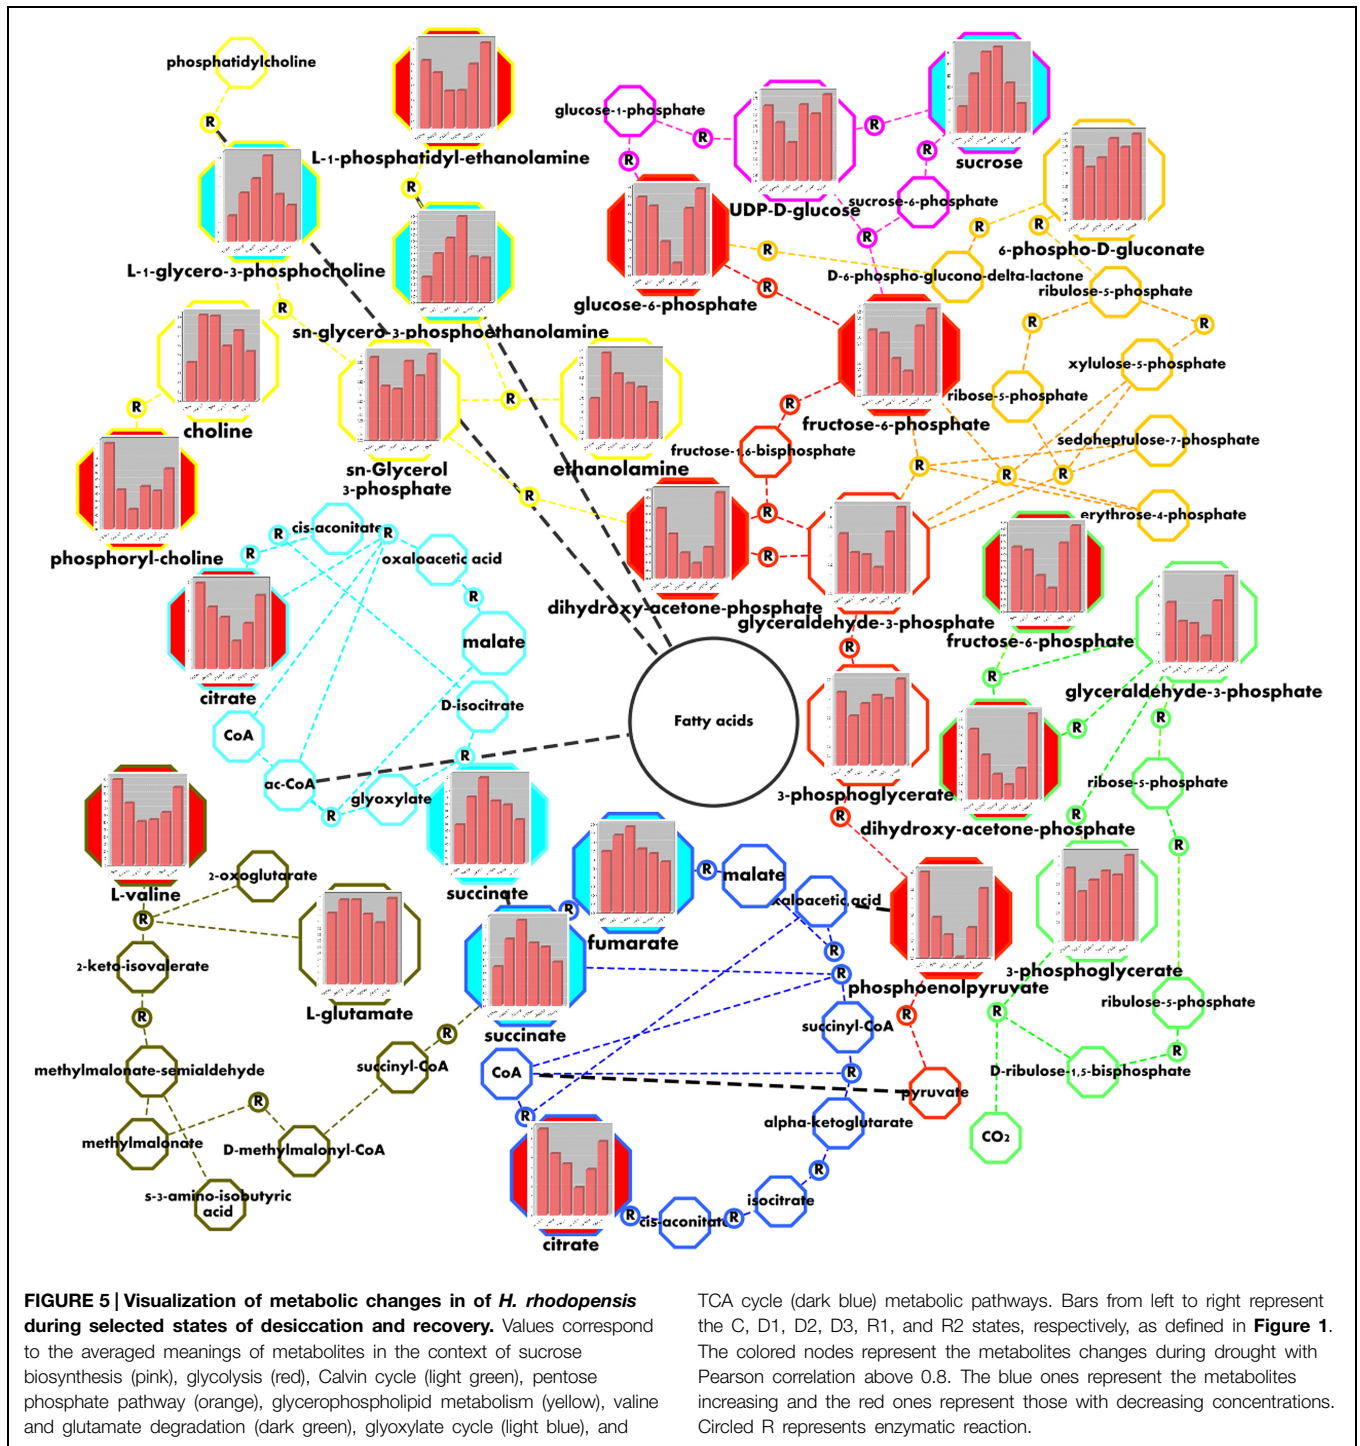 phosphatidylcholine
R
L-1-phosphatidyl-ethanolamine
glucose-1-phosphate
R
R
sucrose
R
UDP-D-glucose
R
sucrose-6-phosphate
R
R
L-1-glycero-3-phosphocholine
R
sn-glycero-3-phosphoethanolamine
glucose-6-phosphate
R
R
R
D-6-phospho-glucono-delta-lactone
R
6-phospho-D-gluconate
ribulose-5-phosphate
R
R
R
choline
R
sn-Glycerol
3-phosphate
R
ethanolamine
fructose-6-phosphate
R
fructose-1,6-bisphosphate
ribose-5-phosphate
xylulose-5-phosphate
sedoheptulose-7-phosphate
R
R
R
erythrose-4-phosphate
phosphoryl-choline
R
R
R
dihydroxy-acetone-phosphate
glyceraldehyde-3-phosphate
R
fructose-6-phosphate
cis-aconitate
R
R
R
oxaloacetic acid
R
malate
citrate
D-isocitrate
CoA
R
ac-CoA
R
glyoxylate
succinate
Fatty acids
3-phosphoglycerate
R
glyceraldehyde-3-phosphate
R
R
R
dihydroxy-acetone-phosphate
ribose-5-phosphate
R
R
L-valine
2-oxoglutarate
R
L-glutamate
2-keto-isovalerate
R
methylmalonate-semialdehyde
methylmalonate
R
D-methylmalonyl-CoA
s-3-amino-isobutyric
acid
succinyl-CoA
R
succinate
R
fumarate
R
malate
oxaloacetic acid
R
R
succinyl-CoA
R
CoA
R
citrate
alpha-ketoglutarate
R
isocitrate
R
cis-aconitate
R
phosphoenolpyruvate
R
pyruvate
3-phosphoglycerate
R
ribulose-5-phosphate
R
D-ribulose-1,5-bisphosphate
CO2
FIGURE 5 | Visualization of metabolic changes in of H. rhodopensis
during selected states of desiccation and recovery. Values correspond
to the averaged meanings of metabolites in the context of sucrose
biosynthesis (pink), glycolysis (red), Calvin cycle (light green), pentose
phosphate pathway (orange), glycerophospholipid metabolism (yellow), valine
and glutamate degradation (dark green), glyoxylate cycle (light blue), and
TCA cycle (dark blue) metabolic pathways. Bars from left to right represent
the C, D1, D2, D3, R1, and R2 states, respectively, as defined in Figure 1.
The colored nodes represent the metabolites changes during drought with
Pearson correlation above 0.8. The blue ones represent the metabolites
increasing and the red ones represent those with decreasing concentrations.
Circled R represents enzymatic reaction.